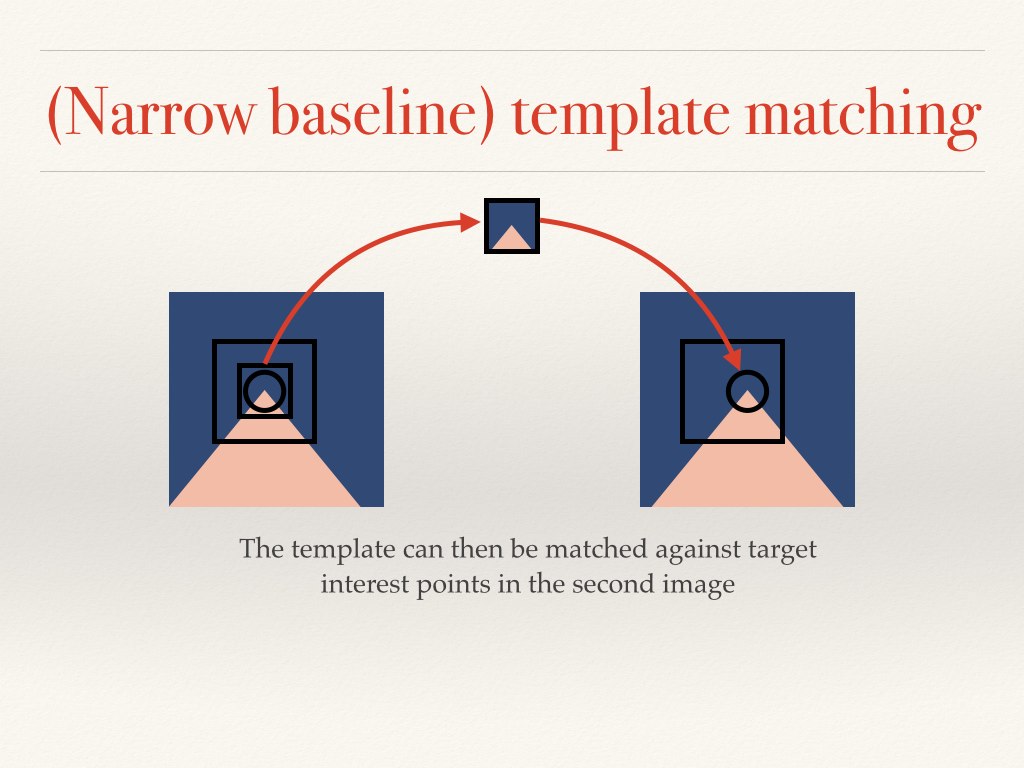 (Narrow baseline) template matching
The template can then be matched against target
interest points in the second image